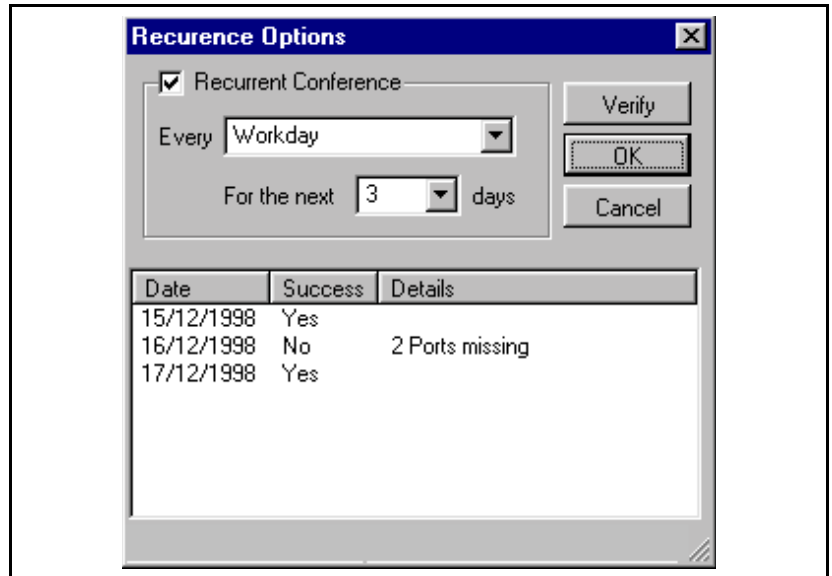 Recurence Options
Recurrent Conference
Every Workday
For the next 3 days
Verify
OK
Cancel
Date Success Details
15/12/1998 Yes
16/12/1998 No 2 Ports missing
17/12/1998 Yes